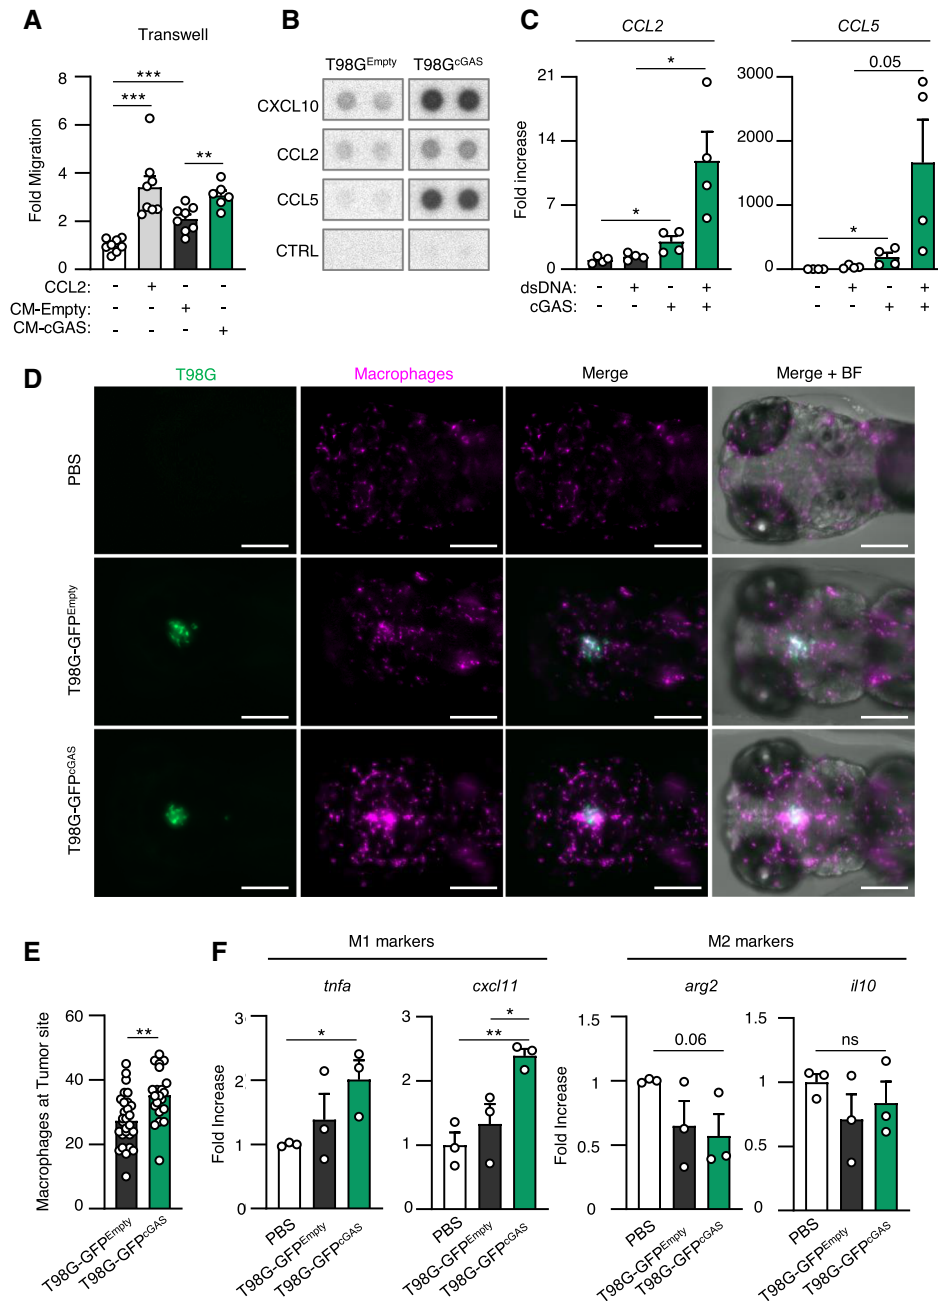 A
Transwell
Fold Migration
8
6
4
2
0
***
***
**
CCL2: - + - -
CM-Empty: - - + -
CM-cGAS: - - - +
B
T98GEmpty T98GcGAS
CXCL10
CCL2
CCL5
CTRL
C
CCL2
CCL5
Fold increase
21
14
7
0
*
*
3000
2000
1000
0
0.05
*
dsDNA: - + - + - + - +
cGAS: - - + + - - + +
D
T98G Macrophages Merge Merge + BF
PBS
T98G-GFPEmpty
T98G-GFPcGAS
E
Macrophages at Tumor site
60
40
20
0
**
T98G-GFPEmpty
T98G-GFPcGAS
F
M1 markers
M2 markers
tnfa
Fold Increase
3
2
1
0
*
PBS
T98G-GFPEmpty
T98G-GFPcGAS
cxcl11
3
2
1
0
*
**
PBS
T98G-GFPEmpty
T98G-GFPcGAS
arg2
Fold Increase
1.5
1
0.5
0
0.06
PBS
T98G-GFPEmpty
T98G-GFPcGAS
il10
1.5
1
0.5
0
ns
PBS
T98G-GFPEmpty
T98G-GFPcGAS